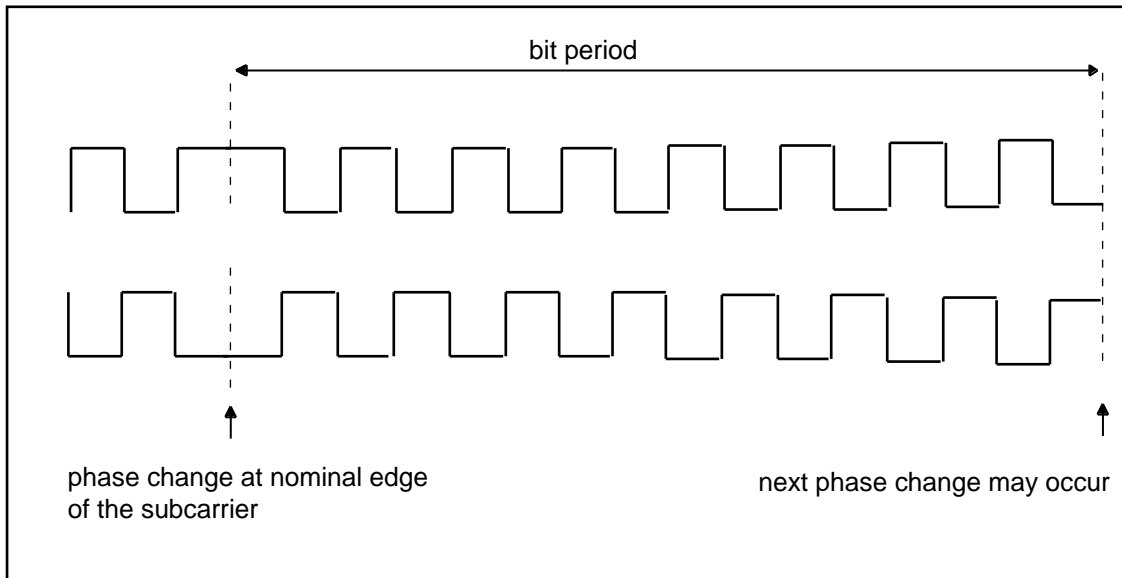 bit period
phase change at nominal edge
of the subcarrier
next phase change may occur